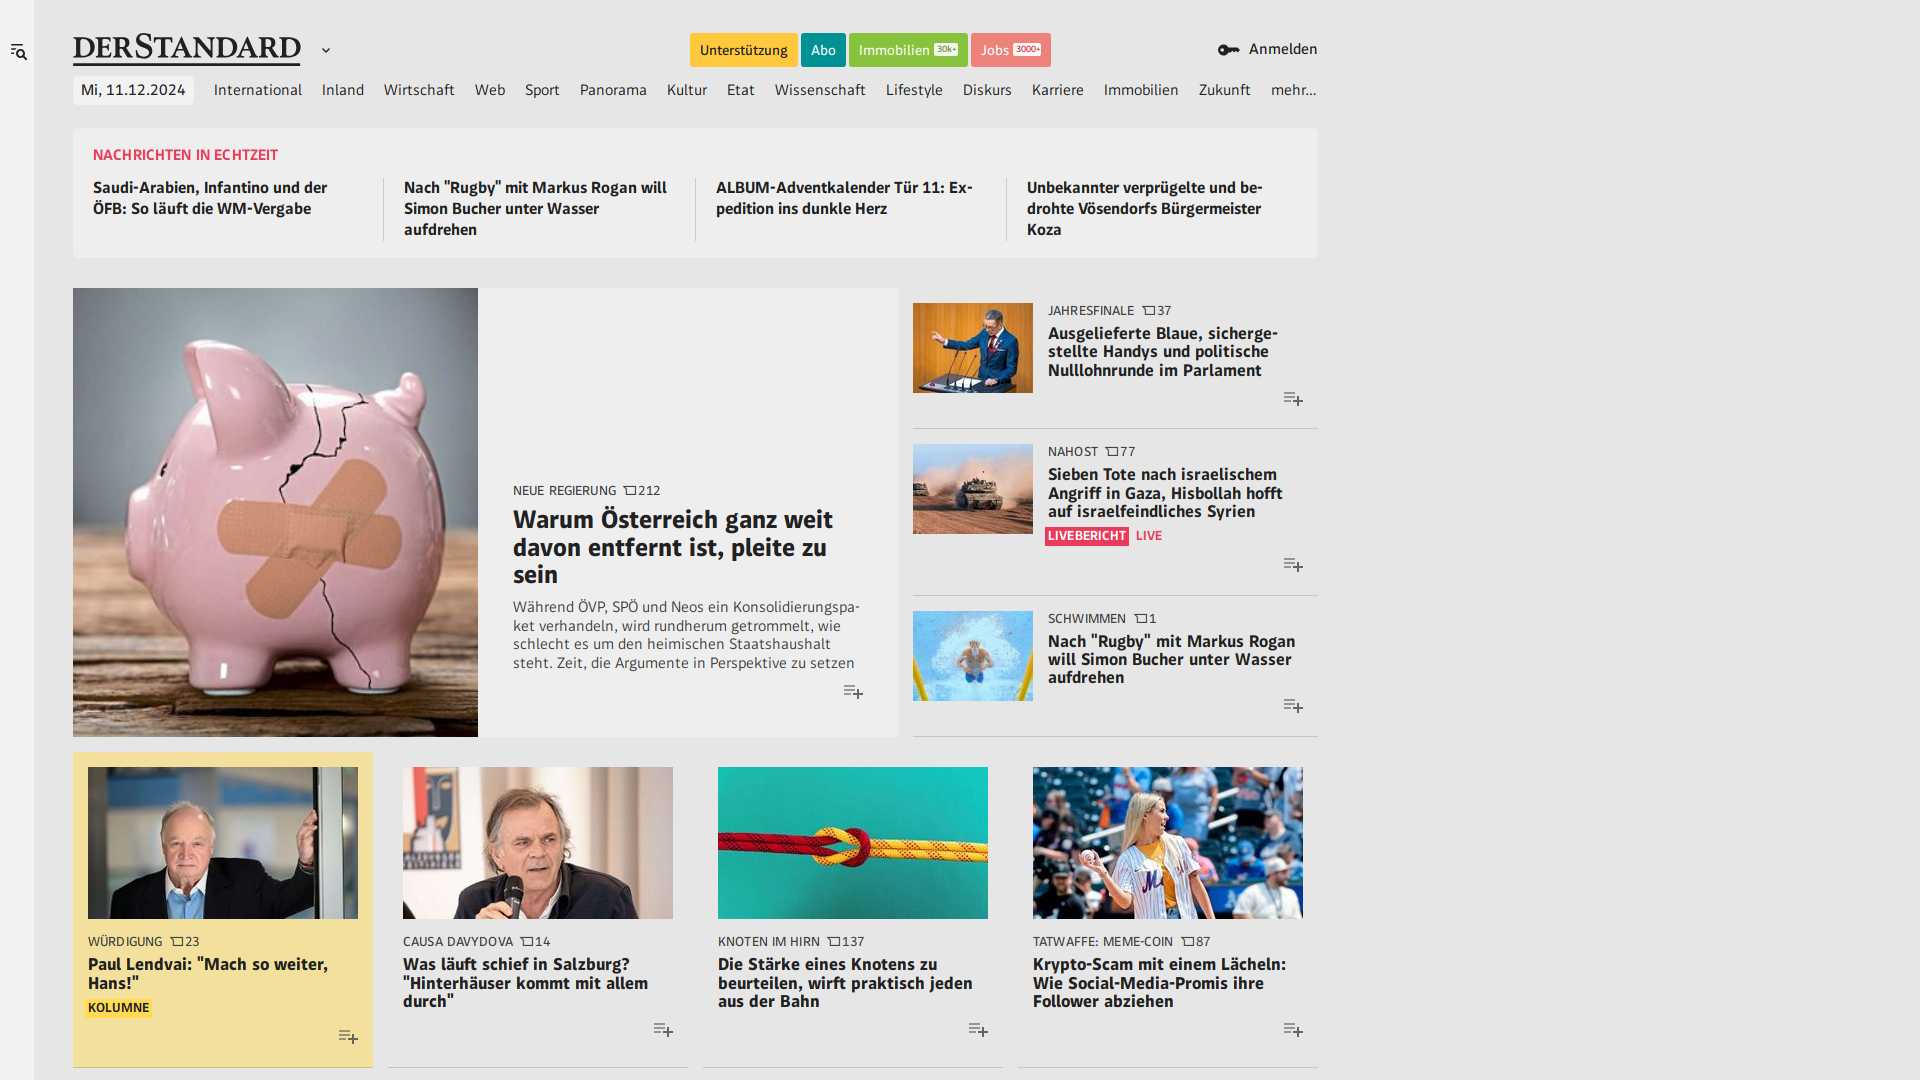 DERSTANDARD
Unterstützung
Abo
Immobilien 30k+
Jobs 3000+
Anmelden
Mi, 11.12.2024
International
Inland
Wirtschaft
Web
Sport
Panorama
Kultur
Etat
Wissenschaft
Lifestyle
Diskurs
Karriere
Immobilien
Zukunft
mehr...
NACHRICHTEN IN ECHTZEIT
Saudi-Arabien, Infantino und der
ÖFB: So läuft die WM-Vergabe
Nach "Rugby" mit Markus Rogan will
Simon Bucher unter Wasser
aufdrehen
ALBUM-Adventkalender Tür 11: Ex-
pedition ins dunkle Herz
Unbekannter verprügelte und be-
drohte Vösendorfs Bürgermeister
Koza
NEUE REGIERUNG 212
Warum Österreich ganz weit
davon entfernt ist, pleite zu
sein
Während ÖVP, SPÖ und Neos ein Konsolidierungspa-
ket verhandeln, wird rundherum getrommelt, wie
schlecht es um den heimischen Staatshaushalt
steht. Zeit, die Argumente in Perspektive zu setzen
JAHRESFINALE 37
Ausgelieferte Blaue, sicherge-
stellte Handys und politische
Nulllohnrunde im Parlament
NAHOST 77
Sieben Tote nach israelischem
Angriff in Gaza, Hisbollah hofft
auf israelfeindliches Syrien
LIVEBERICHT LIVE
SCHWIMMEN 1
Nach "Rugby" mit Markus Rogan
will Simon Bucher unter Wasser
aufdrehen
WÜRDIGUNG 23
Paul Lendvai: "Mach so weiter,
Hans!"
KOLUMNE
CAUSA DAVYDOVA 14
Was läuft schief in Salzburg?
"Hinterhäuser kommt mit allem
durch"
KNOTEN IM HIRN 137
Die Stärke eines Knotens zu
beurteilen, wirft praktisch jeden
aus der Bahn
TATWAFFE: MEME-COIN 87
Krypto-Scam mit einem Lächeln:
Wie Social-Media-Promis ihre
Follower abziehen